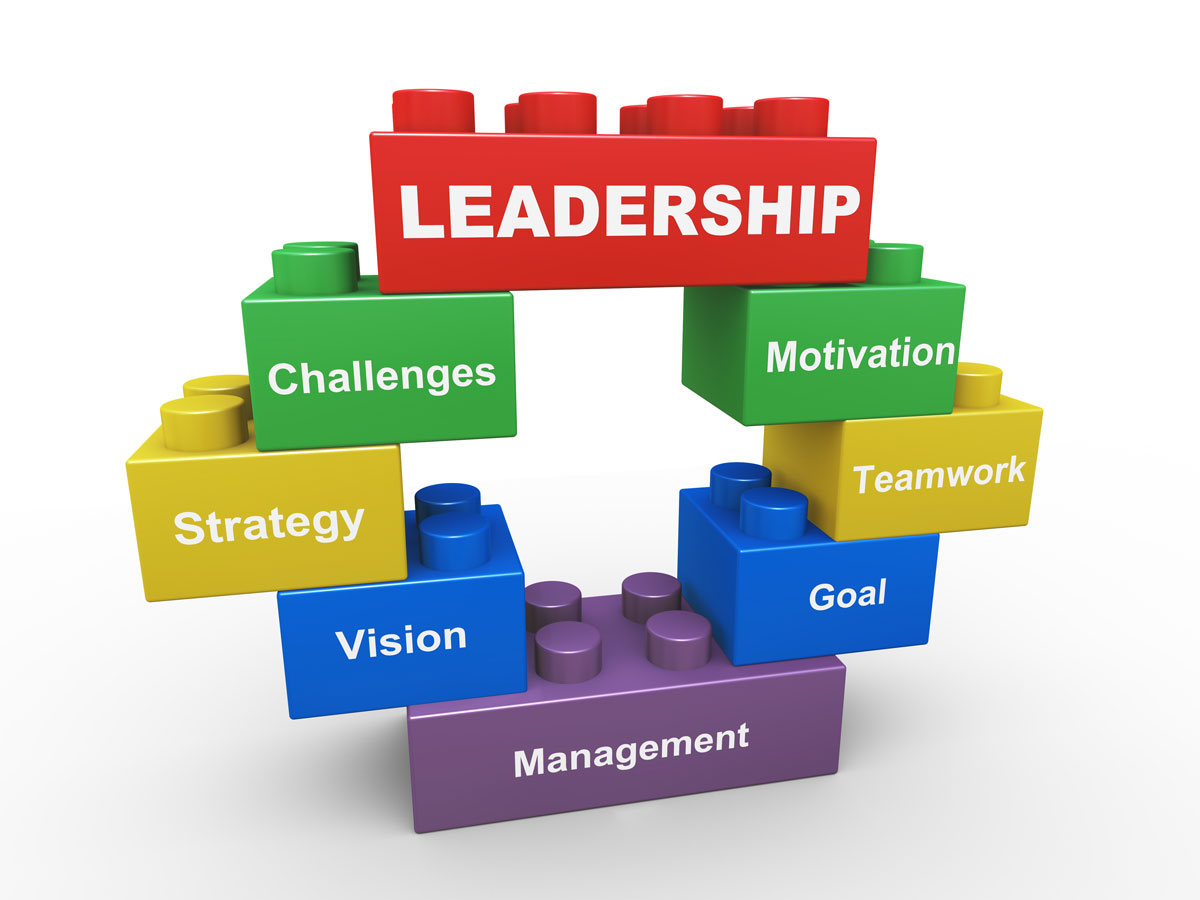 LEADERSHIP
Challenges
Motivation
Strategy
Teamwork
Vision
Goal
Management